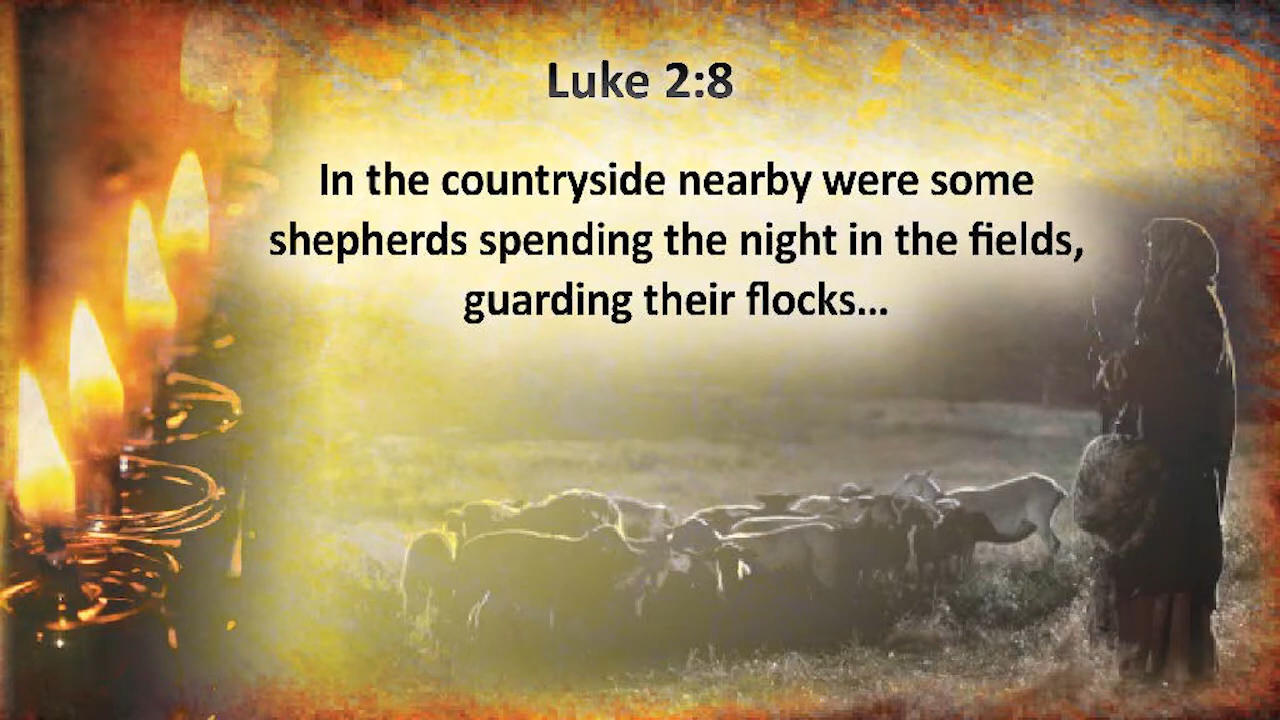 Luke 2:8
In the countryside nearby were some
shepherds spending the night in the fields,
guarding their flocks...